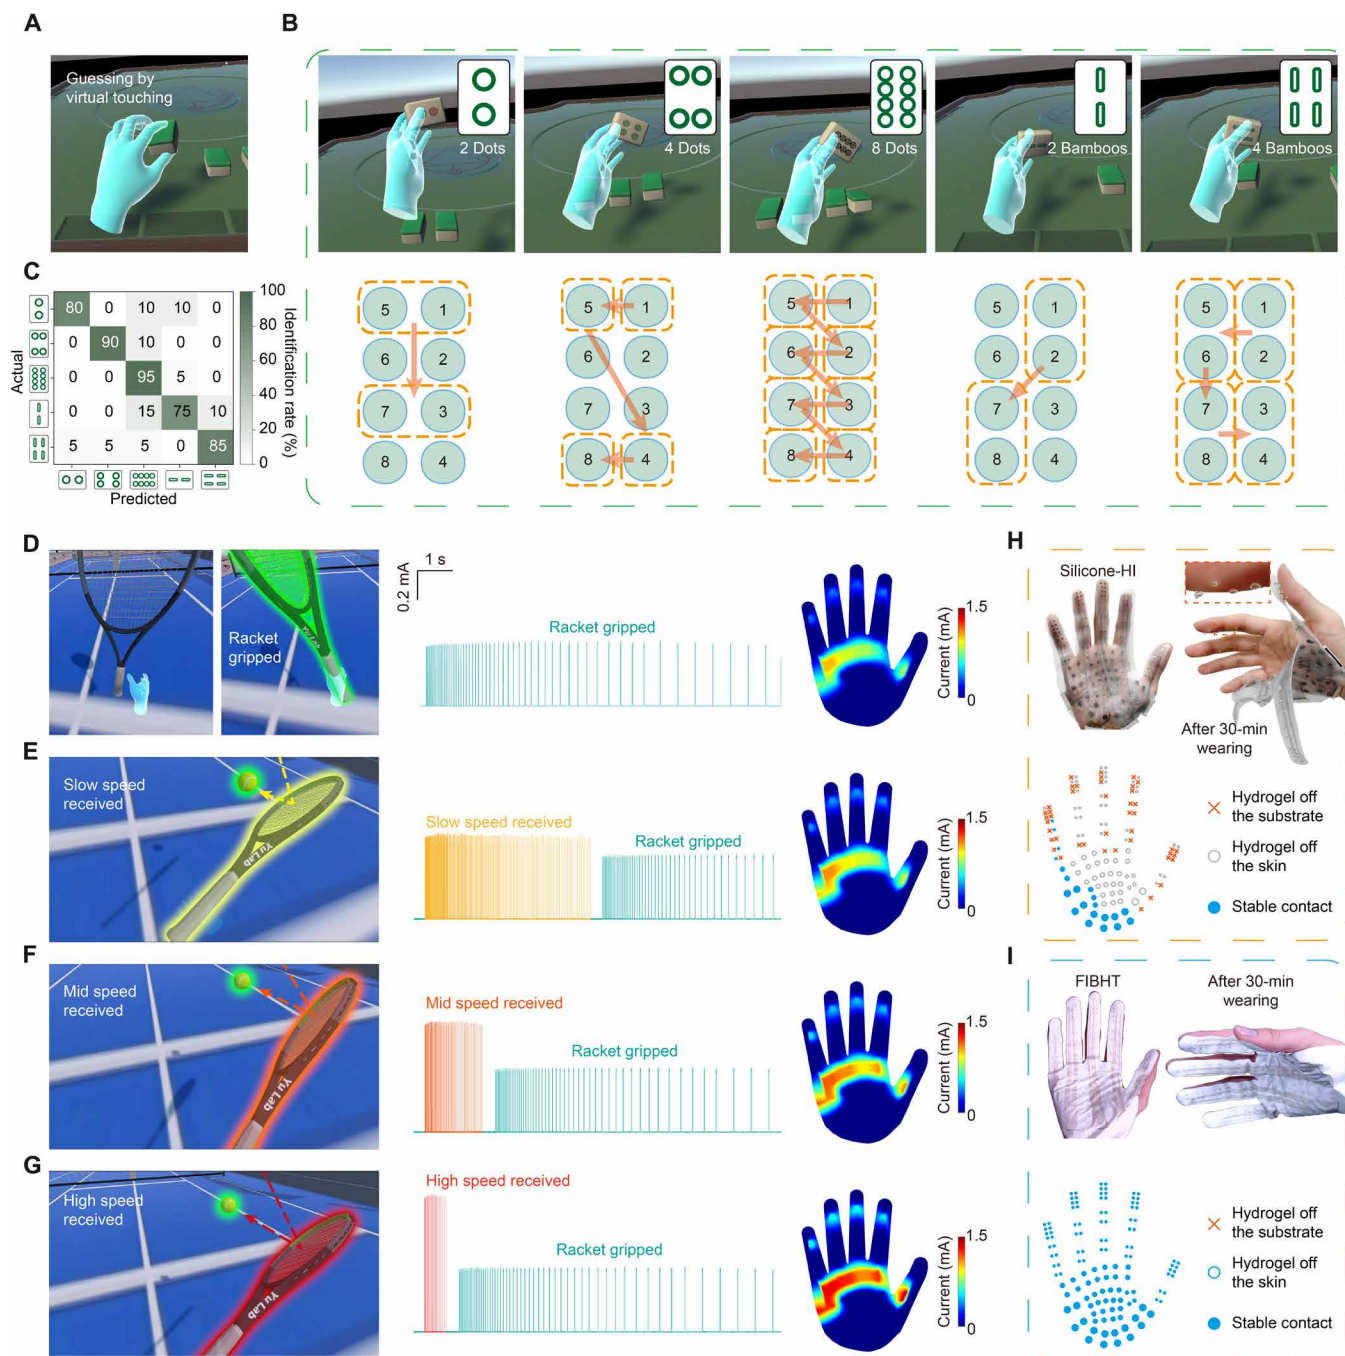 A
B
Guessing by
virtual touching
2 Dots
4 Dots
8 Dots
2 Bamboos
4 Bamboos
C
Actual
80 0 10 10 0
0 90 10 0 0
0 0 95 5 0
0 0 15 75 10
5 5 5 0 85
Predicted
100
80
60
40
20
0
Identification rate (%)
5 1
6 2
7 3
8 4
5 1
6 2
7 3
8 4
5 1
6 2
7 3
8 4
5 1
6 2
7 3
8 4
5 1
6 2
7 3
8 4
D
Racket
gripped
Yu Lab
1 s
0.2 mA
Racket gripped
Current (mA)
1.5
0
E
Slow speed
received
Yu Lab
Slow speed received
Racket gripped
Current (mA)
1.5
0
F
Mid speed
received
Yu Lab
Mid speed received
Racket gripped
Current (mA)
1.5
0
G
High speed
received
Yu Lab
High speed received
Racket gripped
Current (mA)
1.5
0
H
Silicone-HI
After 30-min
wearing
Hydrogel off
the substrate
Hydrogel off
the skin
Stable contact
I
FIBHT
After 30-min
wearing
Hydrogel off
the substrate
Hydrogel off
the skin
Stable contact